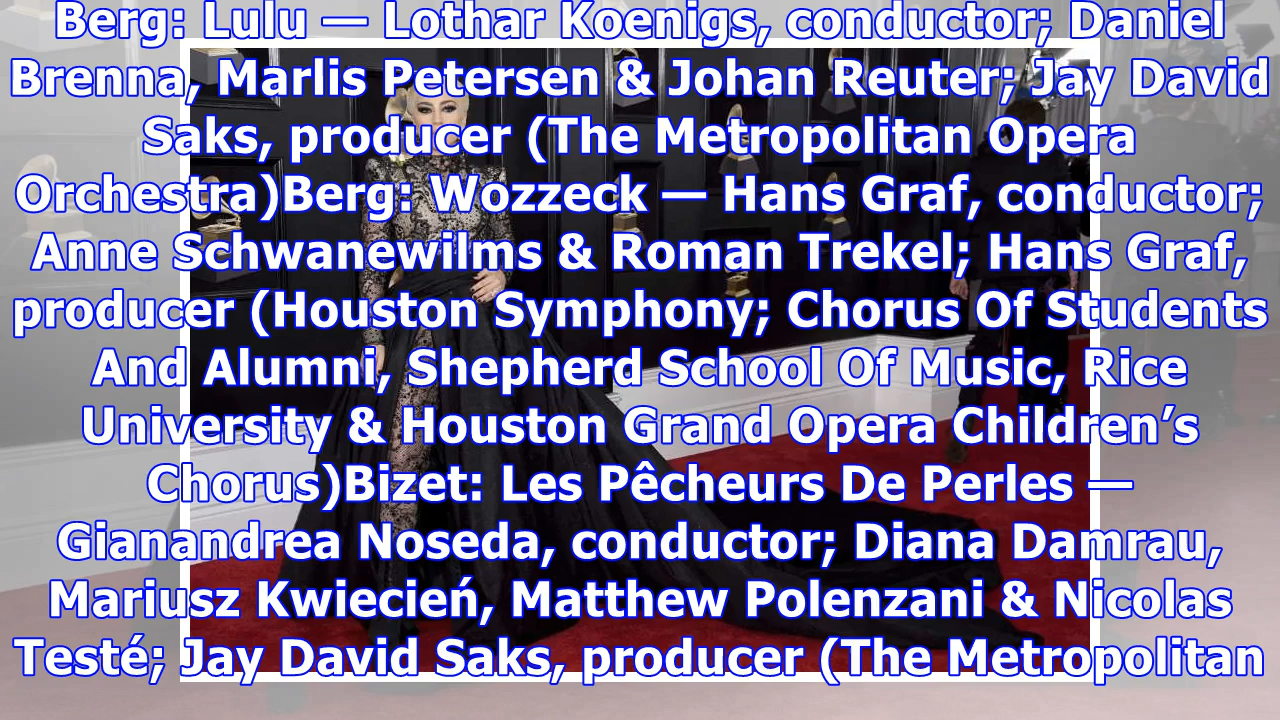 Berg: Lulu — Lothar Koenigs, conductor; Daniel
Brenna, Marlis Petersen & Johan Reuter; Jay David
Saks, producer (The Metropolitan Opera
Orchestra)Berg: Wozzeck — Hans Graf, conductor;
Anne Schwanewilms & Roman Trekel; Hans Graf,
producer (Houston Symphony; Chorus Of Students
And Alumni, Shepherd School Of Music, Rice
University & Houston Grand Opera Children’s
Chorus)Bizet: Les Pêcheurs De Perles —
Gianandrea Noseda, conductor; Diana Damrau,
Mariusz Kwiecień, Matthew Polenzani & Nicolas
Testé; Jay David Saks, producer (The Metropolitan